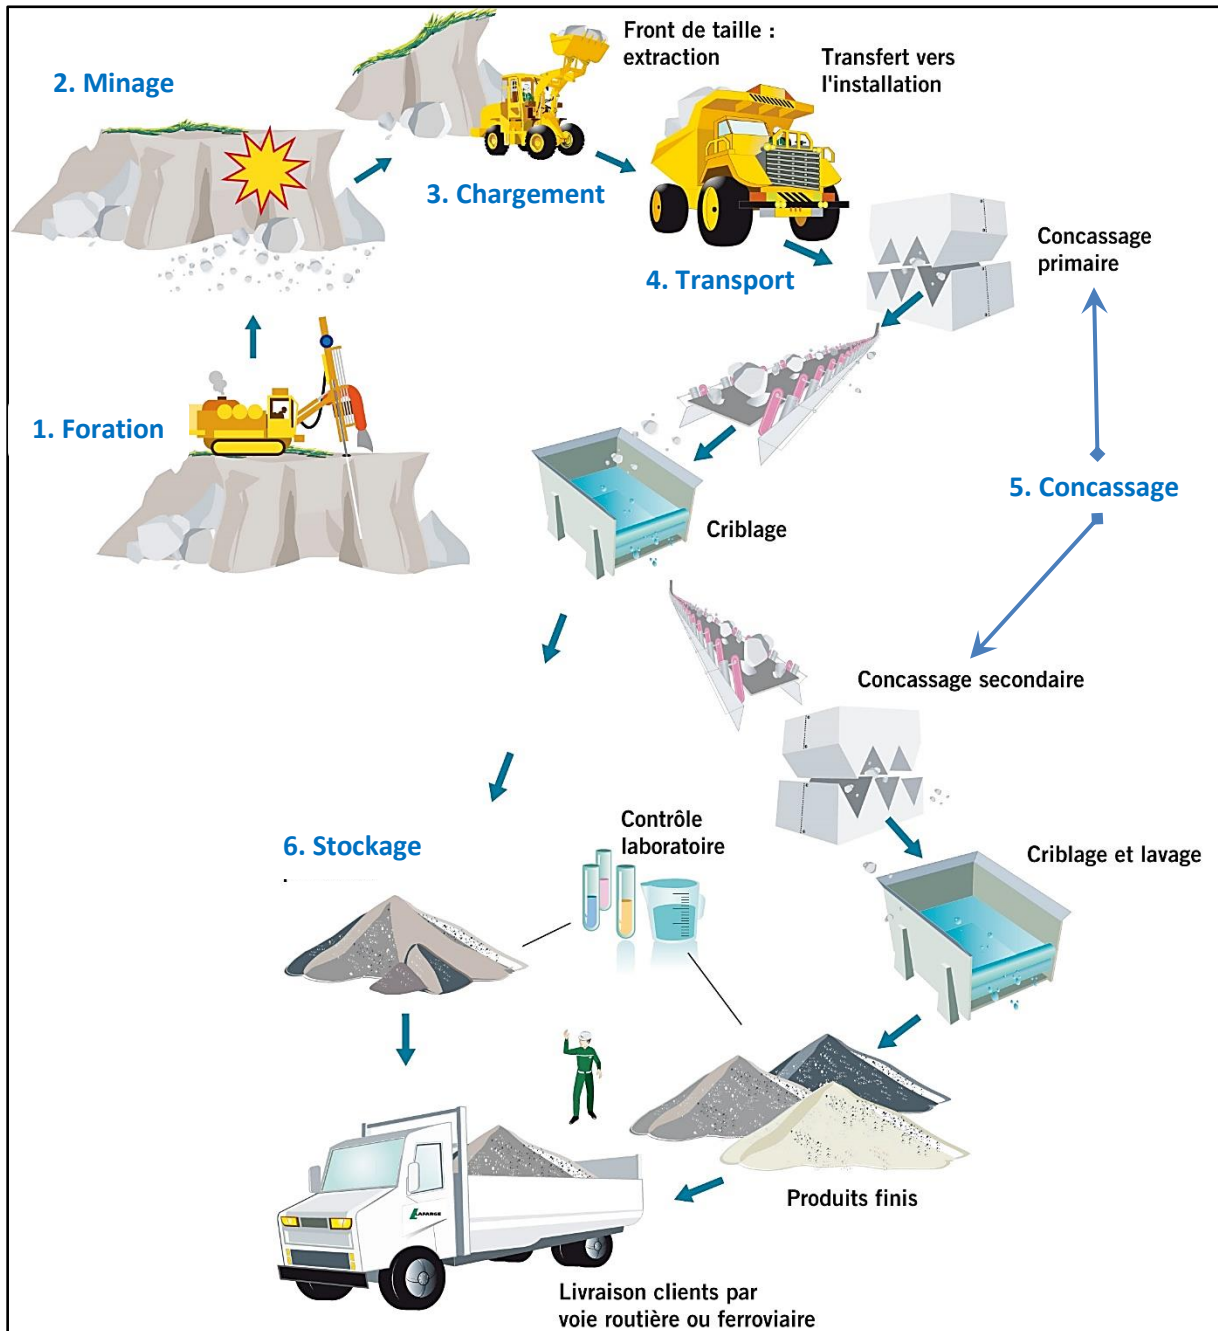 Front de taille :
extraction
Transfert vers
l'installation
2. Minage
3. Chargement
Concassage
primaire
4. Transport
1. Foration
5. Concassage
Criblage
Concassage secondaire
Contrôle
laboratoire
6. Stockage
Criblage et lavage
Produits finis
LAFARGE
Livraison clients par
voie routière ou ferroviaire